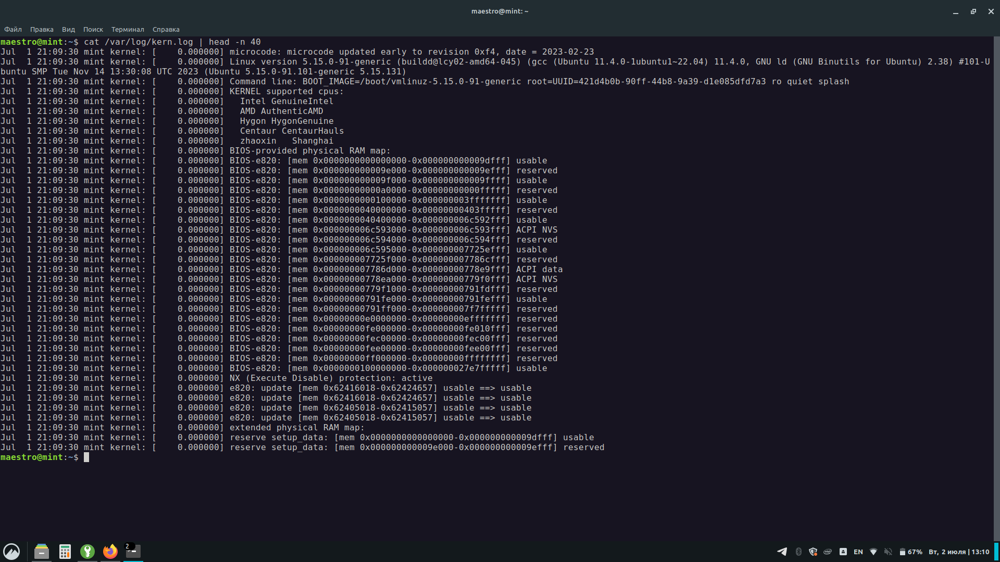 maestro@mint: ~
Файл Правка Вид Поиск Терминал Справка
maestro@mint:~$ cat /var/log/kern.log | head -n 40
Jul  1 21:09:30 mint kernel: [    0.000000] microcode: microcode updated early to revision 0xf4, date = 2023-02-23
Jul  1 21:09:30 mint kernel: [    0.000000] Linux version 5.15.0-91-generic (buildd@lcy02-amd64-045) (gcc (Ubuntu 11.4.0-1ubuntu1~22.04) 11.4.0, GNU ld (GNU Binutils for Ubuntu) 2.38) #101-U
buntu SMP Tue Nov 14 13:30:08 UTC 2023 (Ubuntu 5.15.0-91.101-generic 5.15.131)
Jul  1 21:09:30 mint kernel: [    0.000000] Command line: BOOT_IMAGE=/boot/vmlinuz-5.15.0-91-generic root=UUID=421d4b0b-90ff-44b8-9a39-d1e085dfd7a3 ro quiet splash
Jul  1 21:09:30 mint kernel: [    0.000000] KERNEL supported cpus:
Jul  1 21:09:30 mint kernel: [    0.000000]   Intel GenuineIntel
Jul  1 21:09:30 mint kernel: [    0.000000]   AMD AuthenticAMD
Jul  1 21:09:30 mint kernel: [    0.000000]   Hygon HygonGenuine
Jul  1 21:09:30 mint kernel: [    0.000000]   Centaur CentaurHauls
Jul  1 21:09:30 mint kernel: [    0.000000]   zhaoxin   Shanghai
Jul  1 21:09:30 mint kernel: [    0.000000] BIOS-provided physical RAM map:
Jul  1 21:09:30 mint kernel: [    0.000000] BIOS-e820: [mem 0x0000000000000000-0x000000000009dfff] usable
Jul  1 21:09:30 mint kernel: [    0.000000] BIOS-e820: [mem 0x000000000009e000-0x000000000009efff] reserved
Jul  1 21:09:30 mint kernel: [    0.000000] BIOS-e820: [mem 0x000000000009f000-0x000000000009ffff] usable
Jul  1 21:09:30 mint kernel: [    0.000000] BIOS-e820: [mem 0x00000000000a0000-0x00000000000fffff] reserved
Jul  1 21:09:30 mint kernel: [    0.000000] BIOS-e820: [mem 0x0000000000100000-0x000000003fffffff] usable
Jul  1 21:09:30 mint kernel: [    0.000000] BIOS-e820: [mem 0x0000000040000000-0x00000000403fffff] reserved
Jul  1 21:09:30 mint kernel: [    0.000000] BIOS-e820: [mem 0x0000000040400000-0x000000006c592fff] usable
Jul  1 21:09:30 mint kernel: [    0.000000] BIOS-e820: [mem 0x000000006c593000-0x000000006c593fff] ACPI NVS
Jul  1 21:09:30 mint kernel: [    0.000000] BIOS-e820: [mem 0x000000006c594000-0x000000006c594fff] reserved
Jul  1 21:09:30 mint kernel: [    0.000000] BIOS-e820: [mem 0x000000006c595000-0x000000007725efff] usable
Jul  1 21:09:30 mint kernel: [    0.000000] BIOS-e820: [mem 0x000000007725f000-0x000000007786cfff] reserved
Jul  1 21:09:30 mint kernel: [    0.000000] BIOS-e820: [mem 0x000000007786d000-0x00000000778e9fff] ACPI data
Jul  1 21:09:30 mint kernel: [    0.000000] BIOS-e820: [mem 0x00000000778ea000-0x00000000779f0fff] ACPI NVS
Jul  1 21:09:30 mint kernel: [    0.000000] BIOS-e820: [mem 0x00000000779f1000-0x00000000791fdfff] reserved
Jul  1 21:09:30 mint kernel: [    0.000000] BIOS-e820: [mem 0x00000000791fe000-0x00000000791fefff] usable
Jul  1 21:09:30 mint kernel: [    0.000000] BIOS-e820: [mem 0x00000000791ff000-0x000000007f7fffff] reserved
Jul  1 21:09:30 mint kernel: [    0.000000] BIOS-e820: [mem 0x00000000e0000000-0x00000000efffffff] reserved
Jul  1 21:09:30 mint kernel: [    0.000000] BIOS-e820: [mem 0x00000000fe000000-0x00000000fe010fff] reserved
Jul  1 21:09:30 mint kernel: [    0.000000] BIOS-e820: [mem 0x00000000fec00000-0x00000000fec00fff] reserved
Jul  1 21:09:30 mint kernel: [    0.000000] BIOS-e820: [mem 0x00000000fee00000-0x00000000fee00fff] reserved
Jul  1 21:09:30 mint kernel: [    0.000000] BIOS-e820: [mem 0x00000000ff000000-0x00000000ffffffff] reserved
Jul  1 21:09:30 mint kernel: [    0.000000] BIOS-e820: [mem 0x0000000100000000-0x000000027e7fffff] usable
Jul  1 21:09:30 mint kernel: [    0.000000] NX (Execute Disable) protection: active
Jul  1 21:09:30 mint kernel: [    0.000000] e820: update [mem 0x62416018-0x62424657] usable ==> usable
Jul  1 21:09:30 mint kernel: [    0.000000] e820: update [mem 0x62416018-0x62424657] usable ==> usable
Jul  1 21:09:30 mint kernel: [    0.000000] e820: update [mem 0x62405018-0x62415057] usable ==> usable
Jul  1 21:09:30 mint kernel: [    0.000000] e820: update [mem 0x62405018-0x62415057] usable ==> usable
Jul  1 21:09:30 mint kernel: [    0.000000] extended physical RAM map:
Jul  1 21:09:30 mint kernel: [    0.000000] reserve setup_data: [mem 0x0000000000000000-0x000000000009dfff] usable
Jul  1 21:09:30 mint kernel: [    0.000000] reserve setup_data: [mem 0x000000000009e000-0x000000000009efff] reserved
maestro@mint:~$
2 EN 67% Вт, 2 июля | 13:10